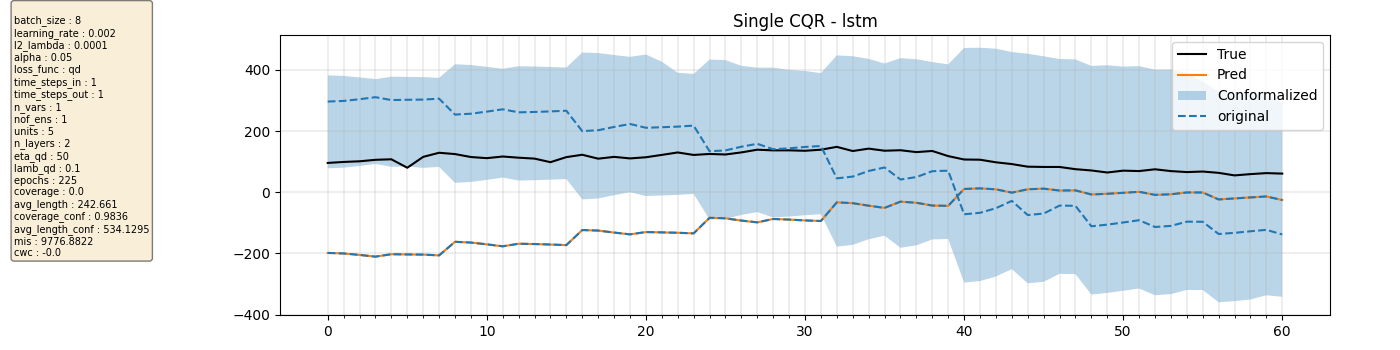 batch_size : 8
learning_rate : 0.002
l2_lambda : 0.0001
alpha : 0.05
loss_func : qd
time_steps_in : 1
time_steps_out : 1
n_vars : 1
nof_ens : 1
units : 5
n_layers : 2
eta_qd : 50
lamb_qd : 0.1
epochs : 225
coverage : 0.0
avg_length : 242.661
coverage_conf : 0.9836
avg_length_conf : 534.1295
mis : 9776.8822
cwc : -0.0
Single CQR - lstm
True
Pred
Conformalized
original
400
200
0
−200
−400
0 10 20 30 40 50 60